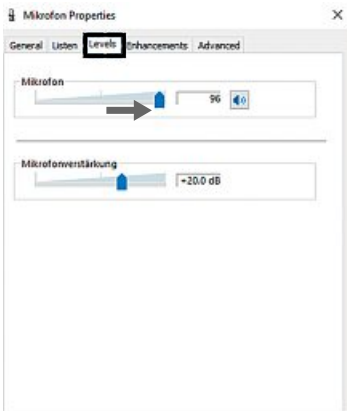 Mikrofon Properties
General Listen Levels Enhancements Advanced
Mikrofon
96
Mikrofonverstärkung
+20.0 dB